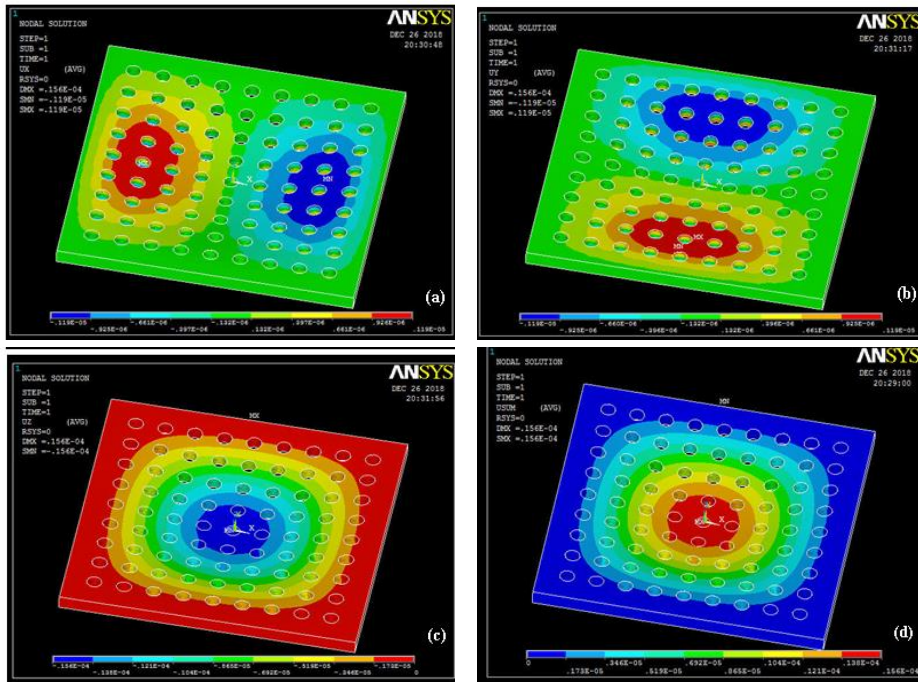 1
NODAL SOLUTION
STEP=1
SUB =1
TIME=1
UX (AVG)
RSYS=0
DMX =.156E-04
SMN =-.119E-05
SMX =.119E-05
ANSYS
DEC 26 2018
20:30:48
MX
MN
X
(a)
-.119E-05 -.661E-06 -.132E-06 .397E-06 .926E-06
-.925E-06 -.397E-06 .132E-06 .661E-06 .119E-05
1
NODAL SOLUTION
STEP=1
SUB =1
TIME=1
UY (AVG)
RSYS=0
DMX =.156E-04
SMN =-.119E-05
SMX =.119E-05
ANSYS
DEC 26 2018
20:31:17
X
MX
MN
(b)
-.119E-05 -.660E-06 -.132E-06 .396E-06 .925E-06
-.925E-06 -.396E-06 .132E-06 .661E-06 .119E-05
1
NODAL SOLUTION
STEP=1
SUB =1
TIME=1
UZ (AVG)
RSYS=0
DMX =.156E-04
SMN =-.156E-04
ANSYS
DEC 26 2018
20:31:56
MX
X
(c)
-.156E-04 -.121E-04 -.865E-05 -.519E-05 -.173E-05
-.138E-04 -.104E-04 -.692E-05 -.346E-05 0
1
NODAL SOLUTION
STEP=1
SUB =1
TIME=1
USUM (AVG)
RSYS=0
DMX =.156E-04
SMX =.156E-04
ANSYS
DEC 26 2018
20:29:00
MN
X
(d)
0 .346E-05 .692E-05 .104E-04 .138E-04
.173E-05 .519E-05 .865E-05 .121E-04 .156E-04